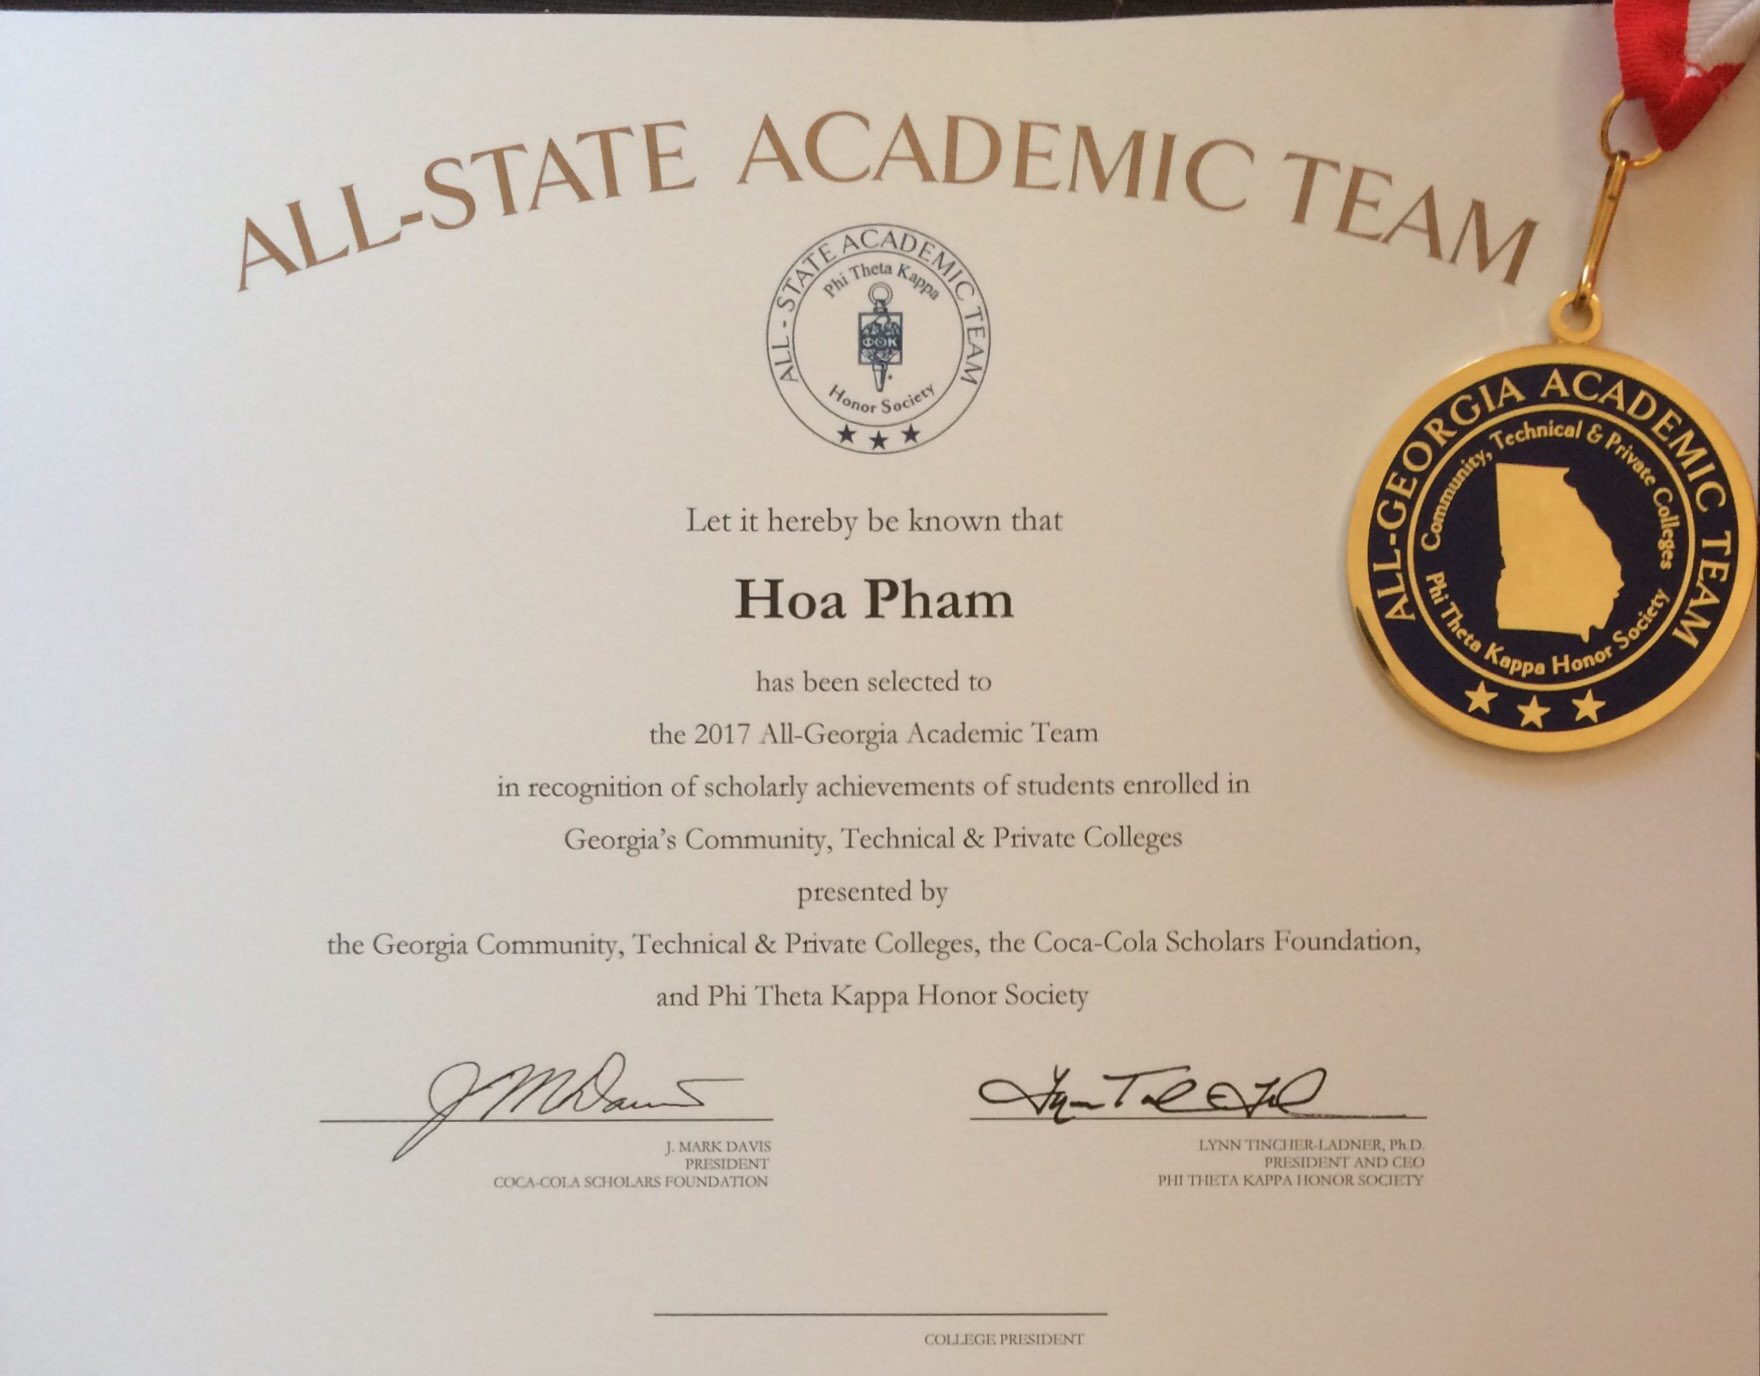 ALL-STATE ACADEMIC TEAM
ALL - STATE ACADEMIC TEAM
Phi Theta Kappa
ΦΘΚ
Honor Society
Let it hereby be known that
Hoa Pham
has been selected to
the 2017 All-Georgia Academic Team
in recognition of scholarly achievements of students enrolled in
Georgia's Community, Technical & Private Colleges
presented by
the Georgia Community, Technical & Private Colleges, the Coca-Cola Scholars Foundation,
and Phi Theta Kappa Honor Society
J. MARK DAVIS
PRESIDENT
COCA-COLA SCHOLARS FOUNDATION
LYNN TINCHER-LADNER, Ph.D.
PRESIDENT AND CEO
PHI THETA KAPPA HONOR SOCIETY
COLLEGE PRESIDENT
ALL-GEORGIA ACADEMIC TEAM
Community, Technical & Private Colleges
Phi Theta Kappa Honor Society